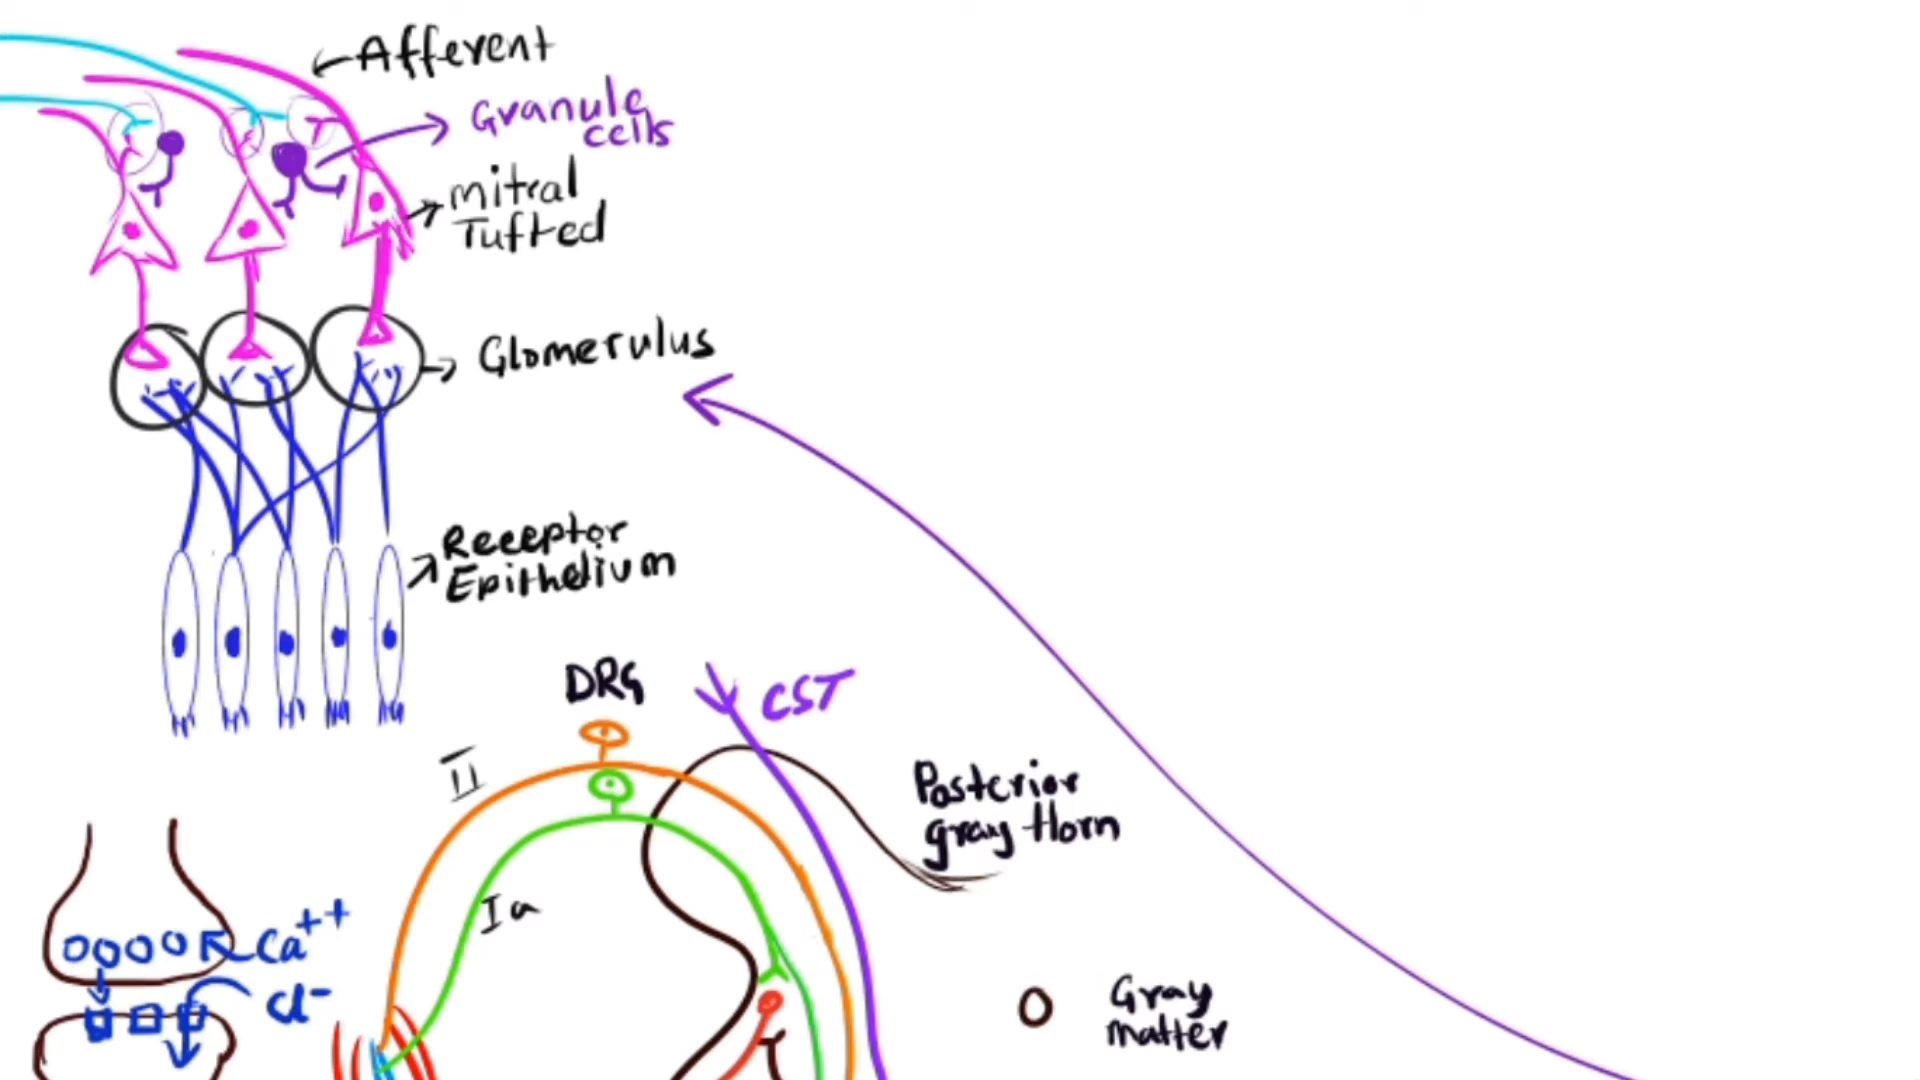 Afferent
Granule
cells
mitral
Tufted
Glomerulus
Receptor
Epithelium
DRG
CST
II
Posterior
gray Horn
Ia
Ca++
Cl-
Gray
matter